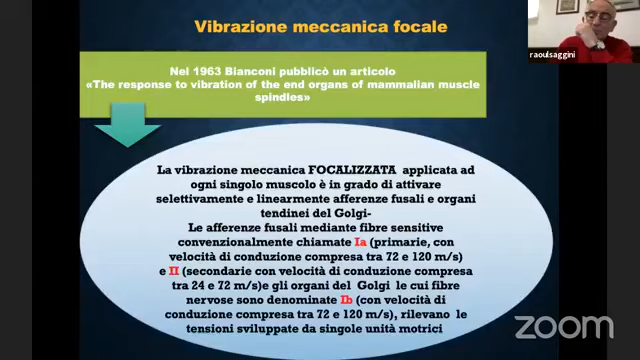 Vibrazione meccanica focale
raoulsaggini
Nel 1963 Bianconi pubblicò un articolo
«The response to vibration of the end organs of mammalian muscle
spindles»
La vibrazione meccanica FOCALIZZATA applicata ad
ogni singolo muscolo è in grado di attivare
selettivamente e linearmente afferenze fusali e organi
tendinei del Golgi-
Le afferenze fusali mediante fibre sensitive
convenzionalmente chiamate Ia (primarie, con
velocità di conduzione compresa tra 72 e 120 m/s)
e II (secondarie con velocità di conduzione compresa
tra 24 e 72 m/s)e gli organi del Golgi le cui fibre
nervose sono denominate Ib (con velocità di
conduzione compresa tra 72 e 120 m/s), rilevano le
tensioni sviluppate da singole unità motrici
zoom